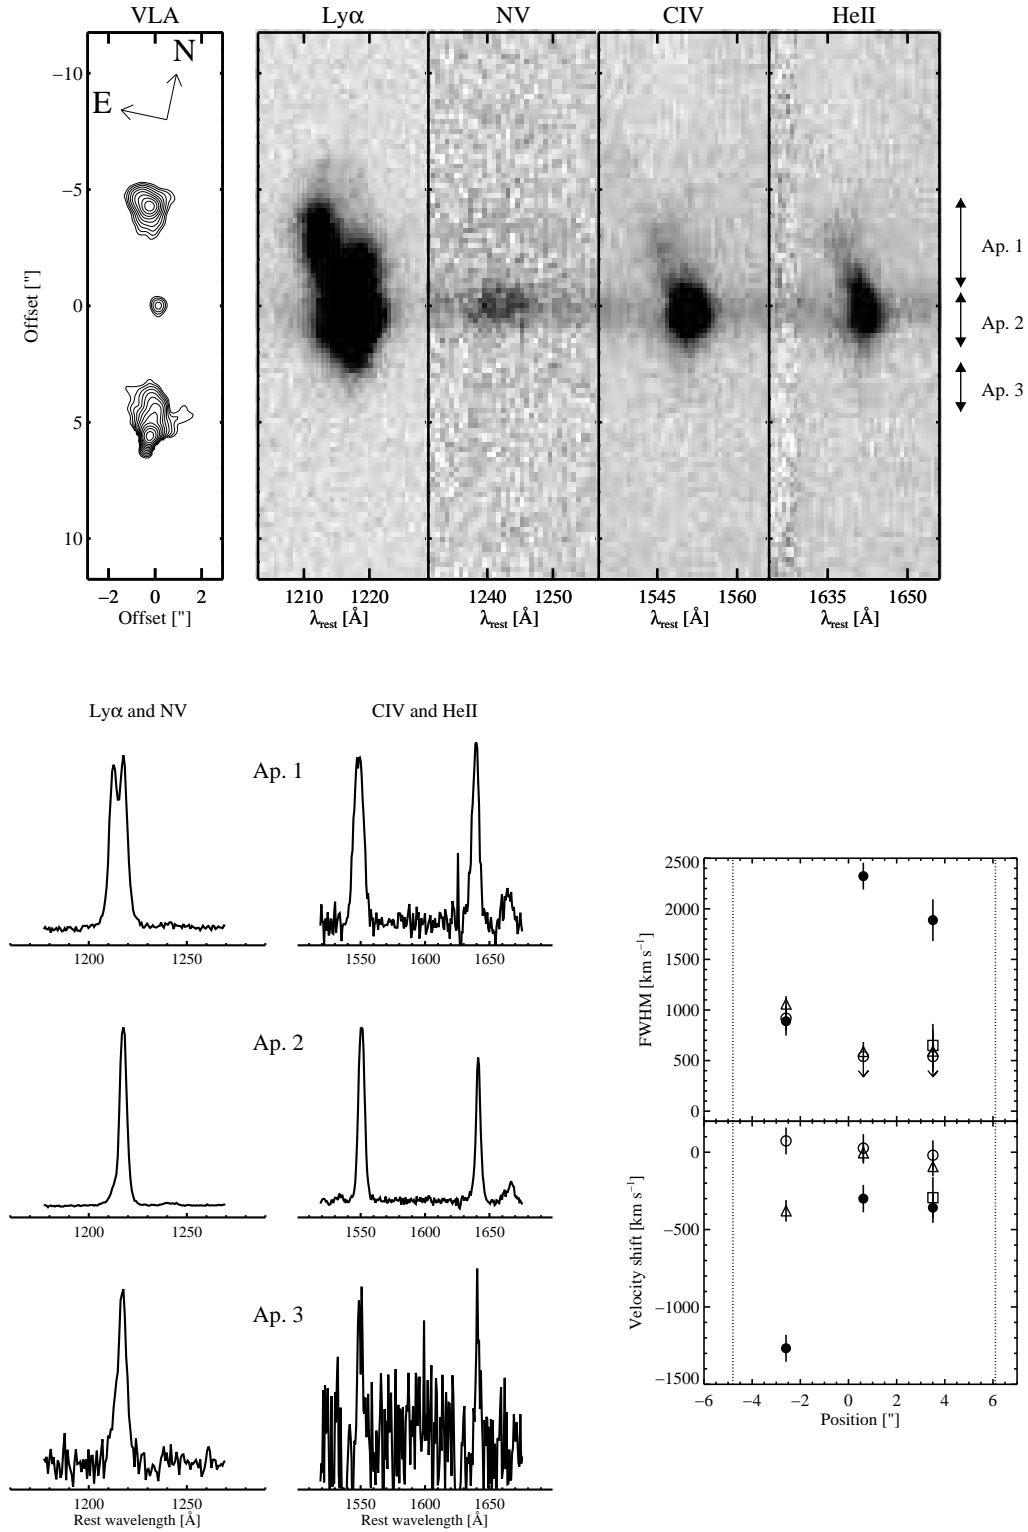 VLA
Lyα
NV
CIV
HeII
N
E
−10
−5
0
5
10
Offset ["]
−2 0 2
Offset ["]
1210 1220
λrest [Å]
1240 1250
λrest [Å]
1545 1560
λrest [Å]
1635 1650
λrest [Å]
Ap. 1
Ap. 2
Ap. 3
Lyα and NV
CIV and HeII
Ap. 1
1200 1250
1550 1600 1650
Ap. 2
1200 1250
1550 1600 1650
Ap. 3
1200 1250
Rest wavelength [Å]
1550 1600 1650
Rest wavelength [Å]
2500
2000
1500
1000
500
0
FWHM [km s−1]
0
−500
−1000
−1500
Velocity shift [km s−1]
−6 −4 −2 0 2 4 6
Position ["]